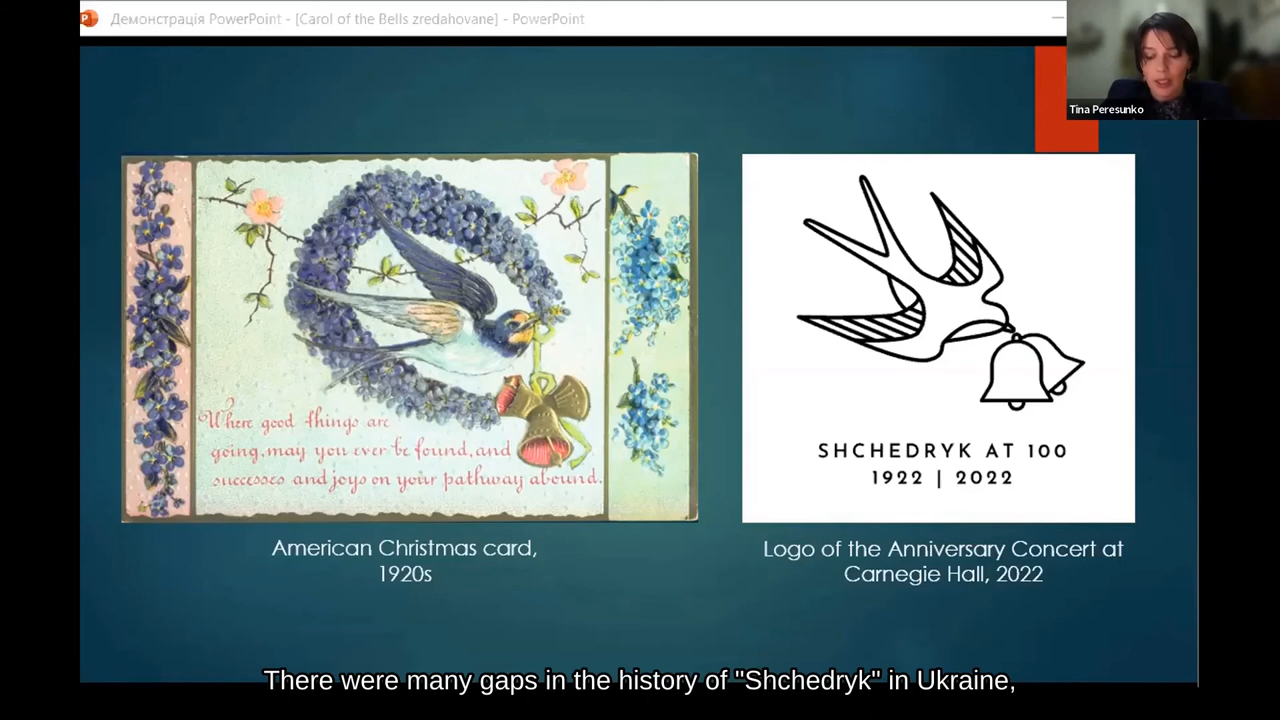 Демонстрація PowerPoint - [Carol of the Bells zredahovane] - PowerPoint
Tina Peresunko
Where good things are
going, may you ever be found, and
successes and joys on your pathway abound.
SHCHEDRYK AT 100
1922 | 2022
American Christmas card,
1920s
Logo of the Anniversary Concert at
Carnegie Hall, 2022
There were many gaps in the history of "Shchedryk" in Ukraine,